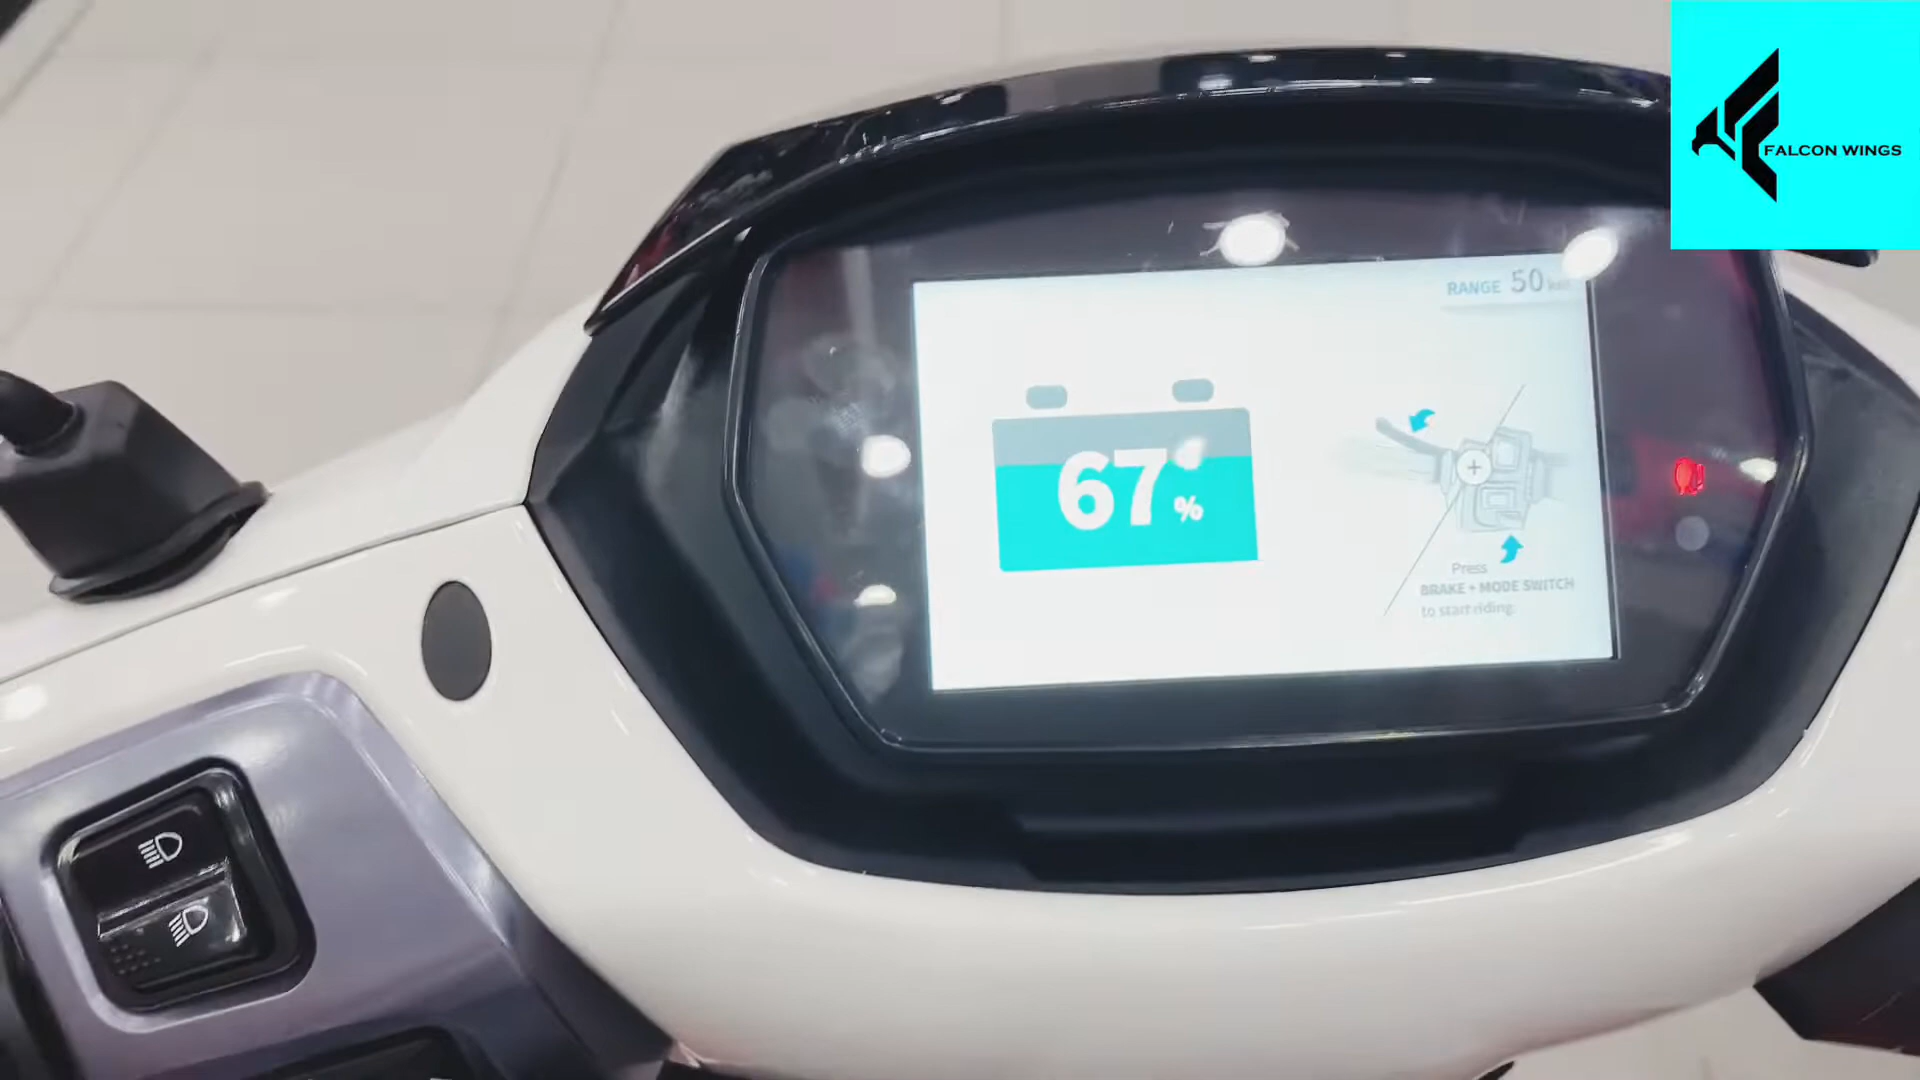 FALCON WINGS
RANGE 50 km
67 %
Press
BRAKE + MODE SWITCH
to start riding.